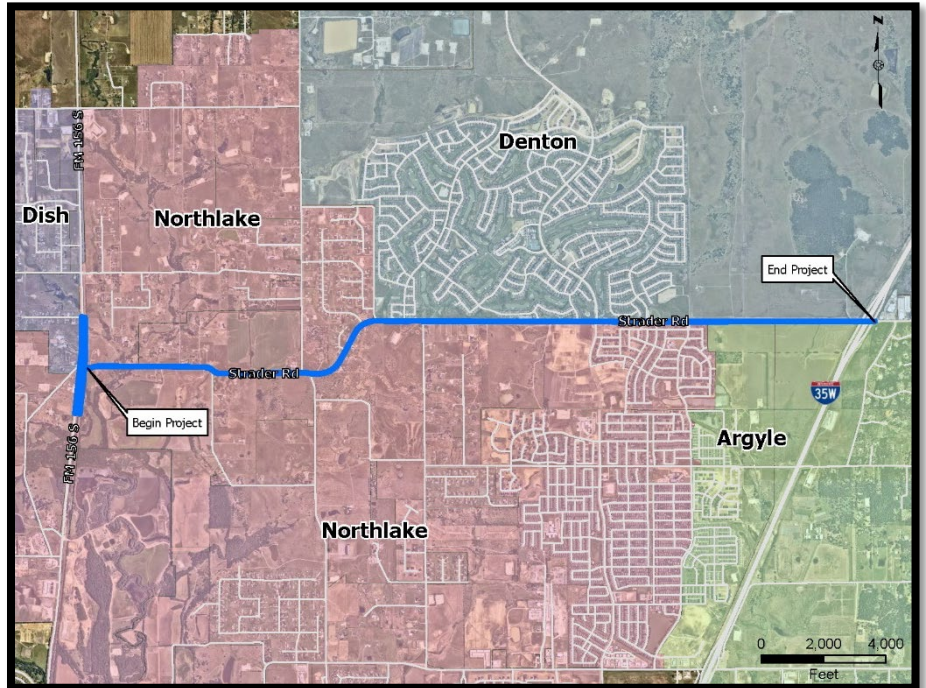 N
FM 156 S
Denton
Dish
Northlake
End Project
Strader Rd
Strader Rd
Begin Project
35W
Argyle
FM 156 S
Northlake
0 2,000 4,000
Feet